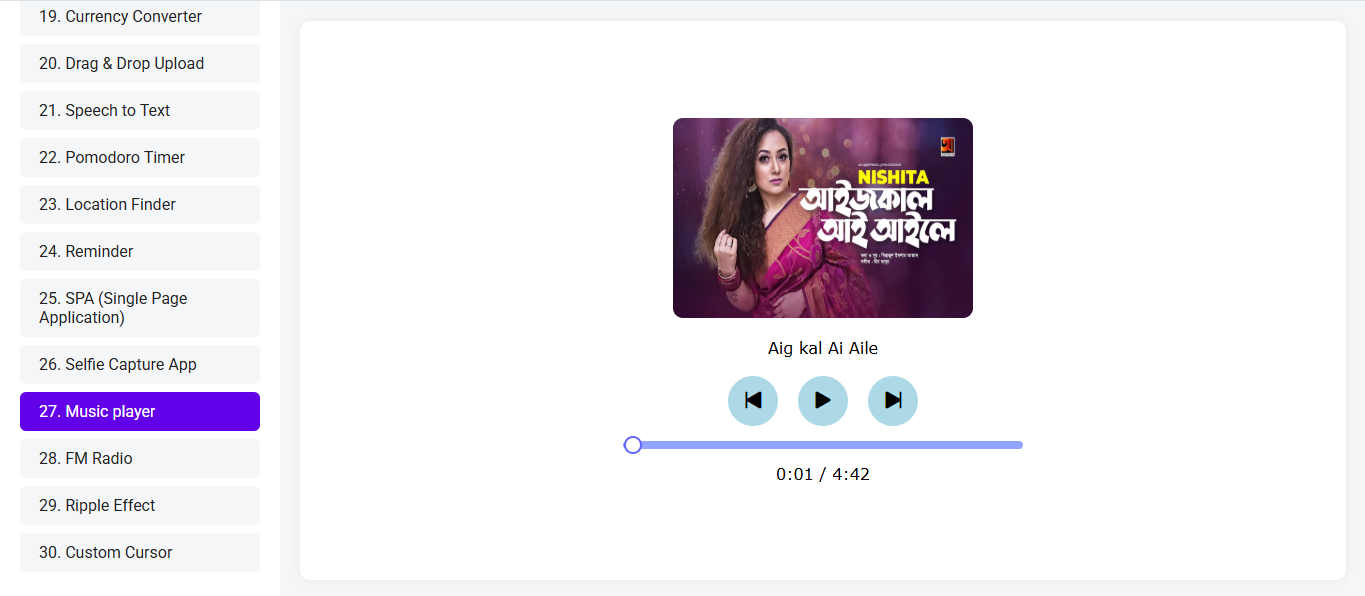 19. Currency Converter
20. Drag & Drop Upload
21. Speech to Text
22. Pomodoro Timer
23. Location Finder
24. Reminder
25. SPA (Single Page
Application)
26. Selfie Capture App
27. Music player
28. FM Radio
29. Ripple Effect
30. Custom Cursor
NISHITA
আইজকাল
আই আইলে
Aig kal Ai Aile
0:01 / 4:42